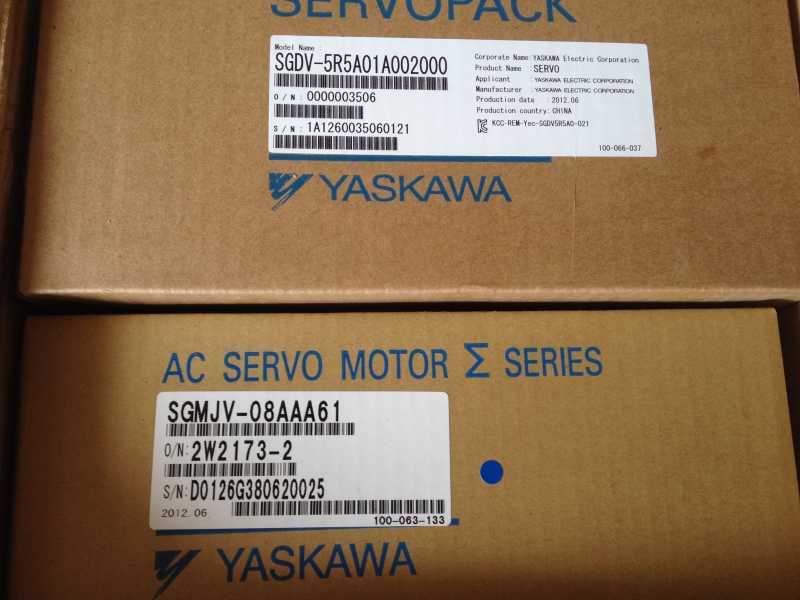 SERVOPACK
Model Name :
SGDV-5R5A01A002000
O / N : 0000003506
S / N : 1A1260035060121
Corporate Name : YASKAWA Electric Corporation
Product Name : SERVO
Applicant : YASKAWA ELECTRIC CORPORATION
Manufacturer : YASKAWA ELECTRIC CORPORATION
Production date : 2012.06
Production country : CHINA
KCC-REM-Yec-SGDV5R5A0-021
100-066-037
YASKAWA
AC SERVO MOTOR Σ SERIES
SGMJV-08AAA61
O/N: 2W2173-2
S/N: D0126G380620025
2012.06
100-063-133
YASKAWA